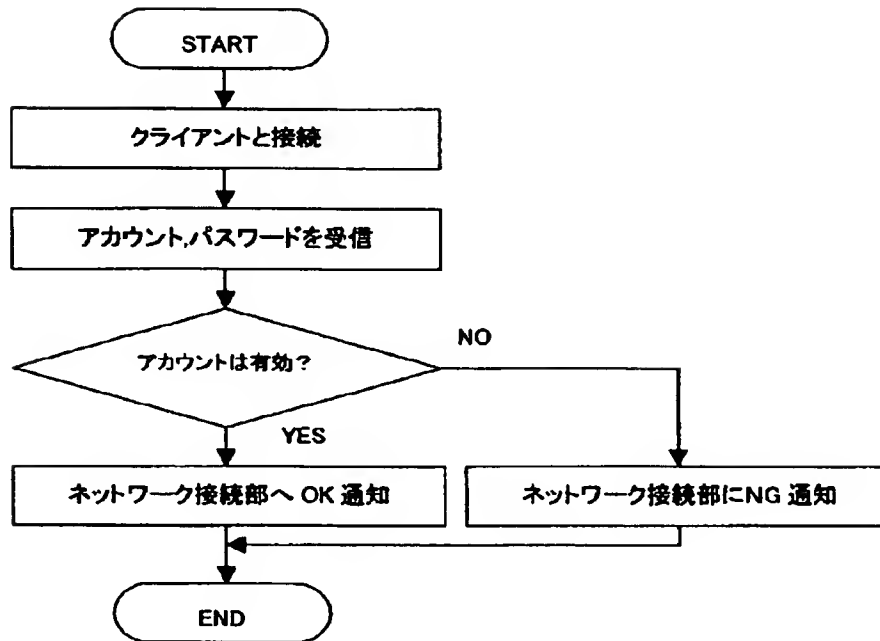 START
クライアントと接続
アカウント,パスワードを受信
アカウントは有効?
NO
YES
ネットワーク接続部へ OK 通知
ネットワーク接続部にNG 通知
END